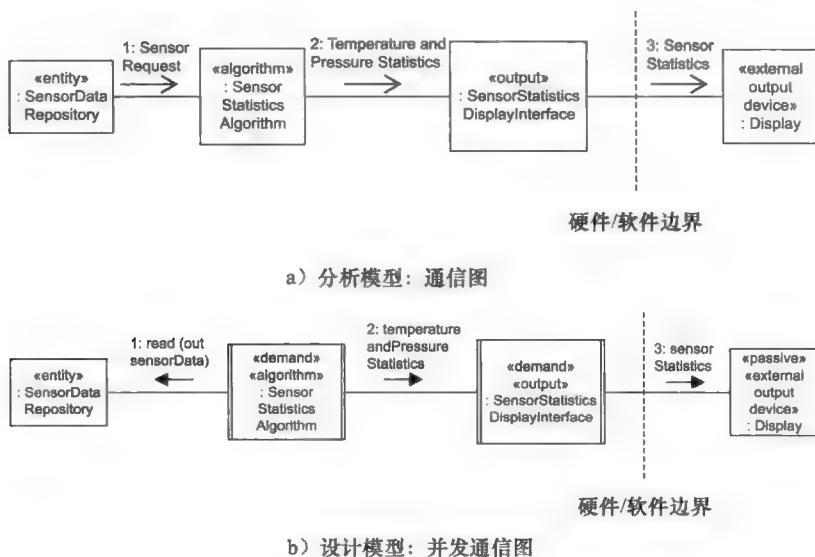 1: Sensor
Request
2: Temperature and
Pressure Statistics
3: Sensor
Statistics
«entity»
: SensorData
Repository
«algorithm»
: Sensor
Statistics
Algorithm
«output»
: SensorStatistics
DisplayInterface
«external
output
device»
: Display
硬件/软件边界
a）分析模型：通信图
1: read (out
sensorData)
2: temperature
andPressure
Statistics
3: sensor
Statistics
«entity»
: SensorData
Repository
«demand»
«algorithm»
: Sensor
Statistics
Algorithm
«demand»
«output»
: SensorStatistics
DisplayInterface
«passive»
«external
output
device»
: Display
硬件/软件边界
b）设计模型：并发通信图